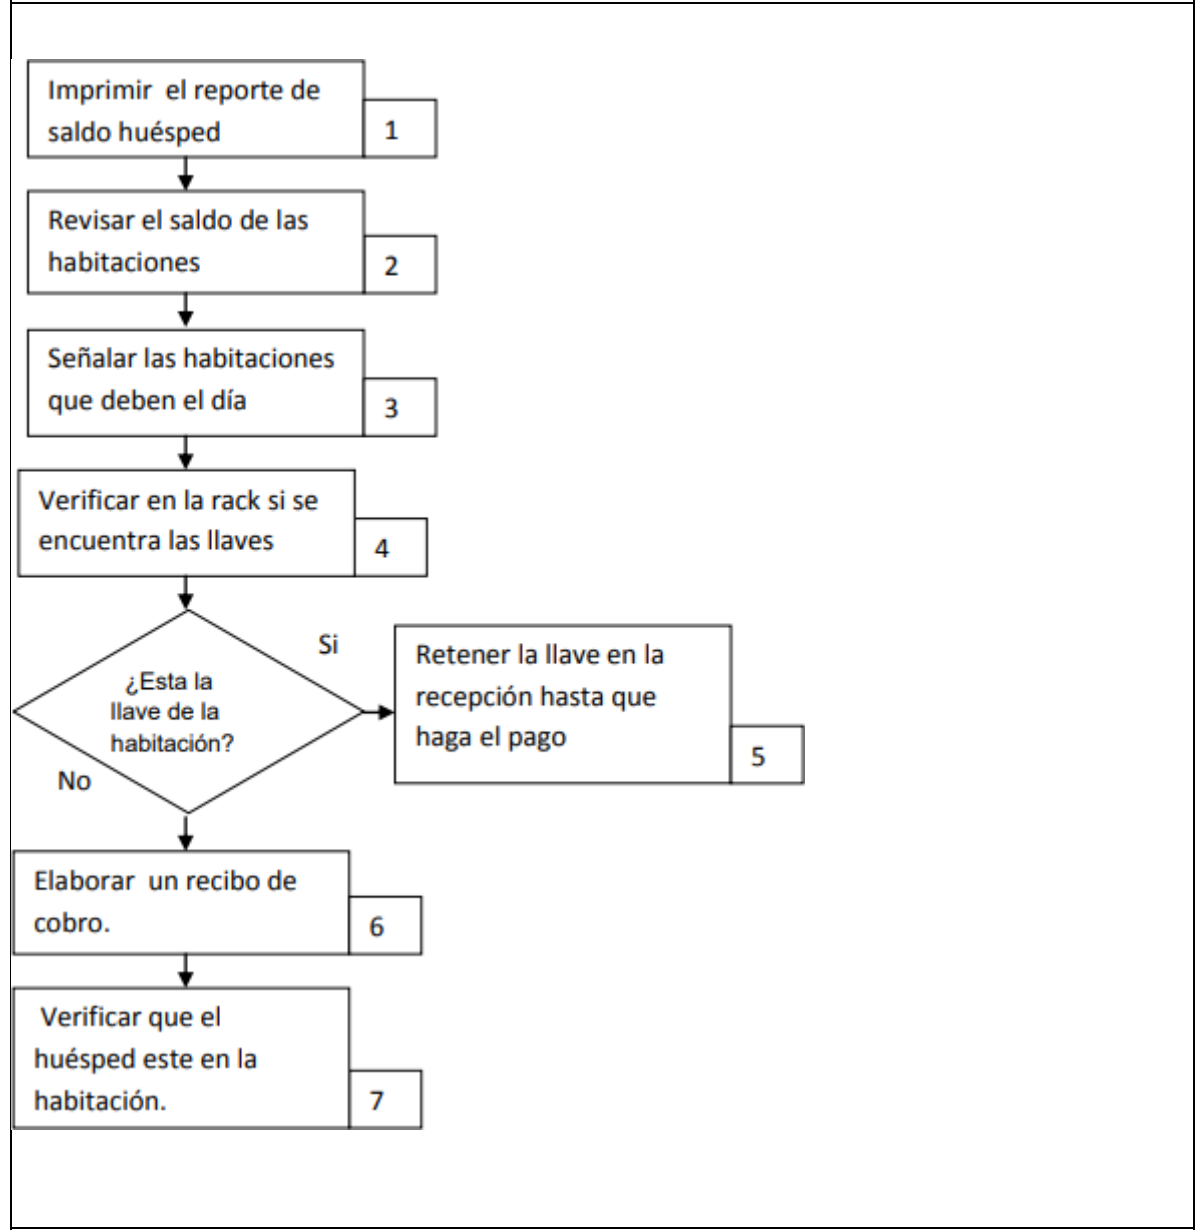 Imprimir el reporte de
saldo huésped
1
Revisar el saldo de las
habitaciones
2
Señalar las habitaciones
que deben el día
3
Verificar en la rack si se
encuentra las llaves
4
¿Esta la
llave de la
habitación?
Si
No
Retener la llave en la
recepción hasta que
haga el pago
5
Elaborar un recibo de
cobro.
6
Verificar que el
huésped este en la
habitación.
7